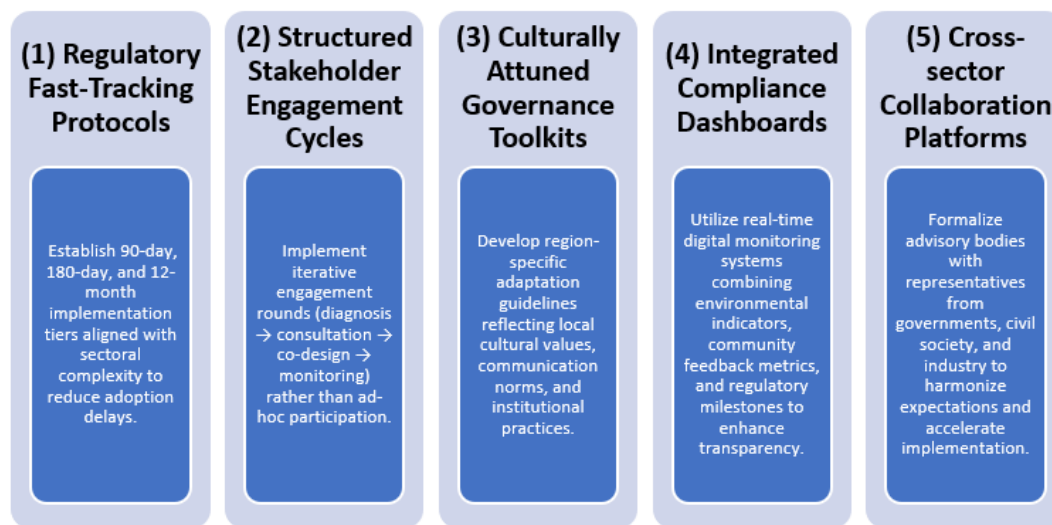 (1) Regulatory
Fast-Tracking
Protocols
Establish 90-day,
180-day, and 12-
month
implementation
tiers aligned with
sectoral
complexity to
reduce adoption
delays.
(2) Structured
Stakeholder
Engagement
Cycles
Implement
iterative
engagement
rounds (diagnosis
→ consultation →
co-design →
monitoring)
rather than ad-
hoc participation.
(3) Culturally
Attuned
Governance
Toolkits
Develop region-
specific
adaptation
guidelines
reflecting local
cultural values,
communication
norms, and
institutional
practices.
(4) Integrated
Compliance
Dashboards
Utilize real-time
digital monitoring
systems
combining
environmental
indicators,
community
feedback metrics,
and regulatory
milestones to
enhance
transparency.
(5) Cross-
sector
Collaboration
Platforms
Formalize
advisory bodies
with
representatives
from
governments, civil
society, and
industry to
harmonize
expectations and
accelerate
implementation.